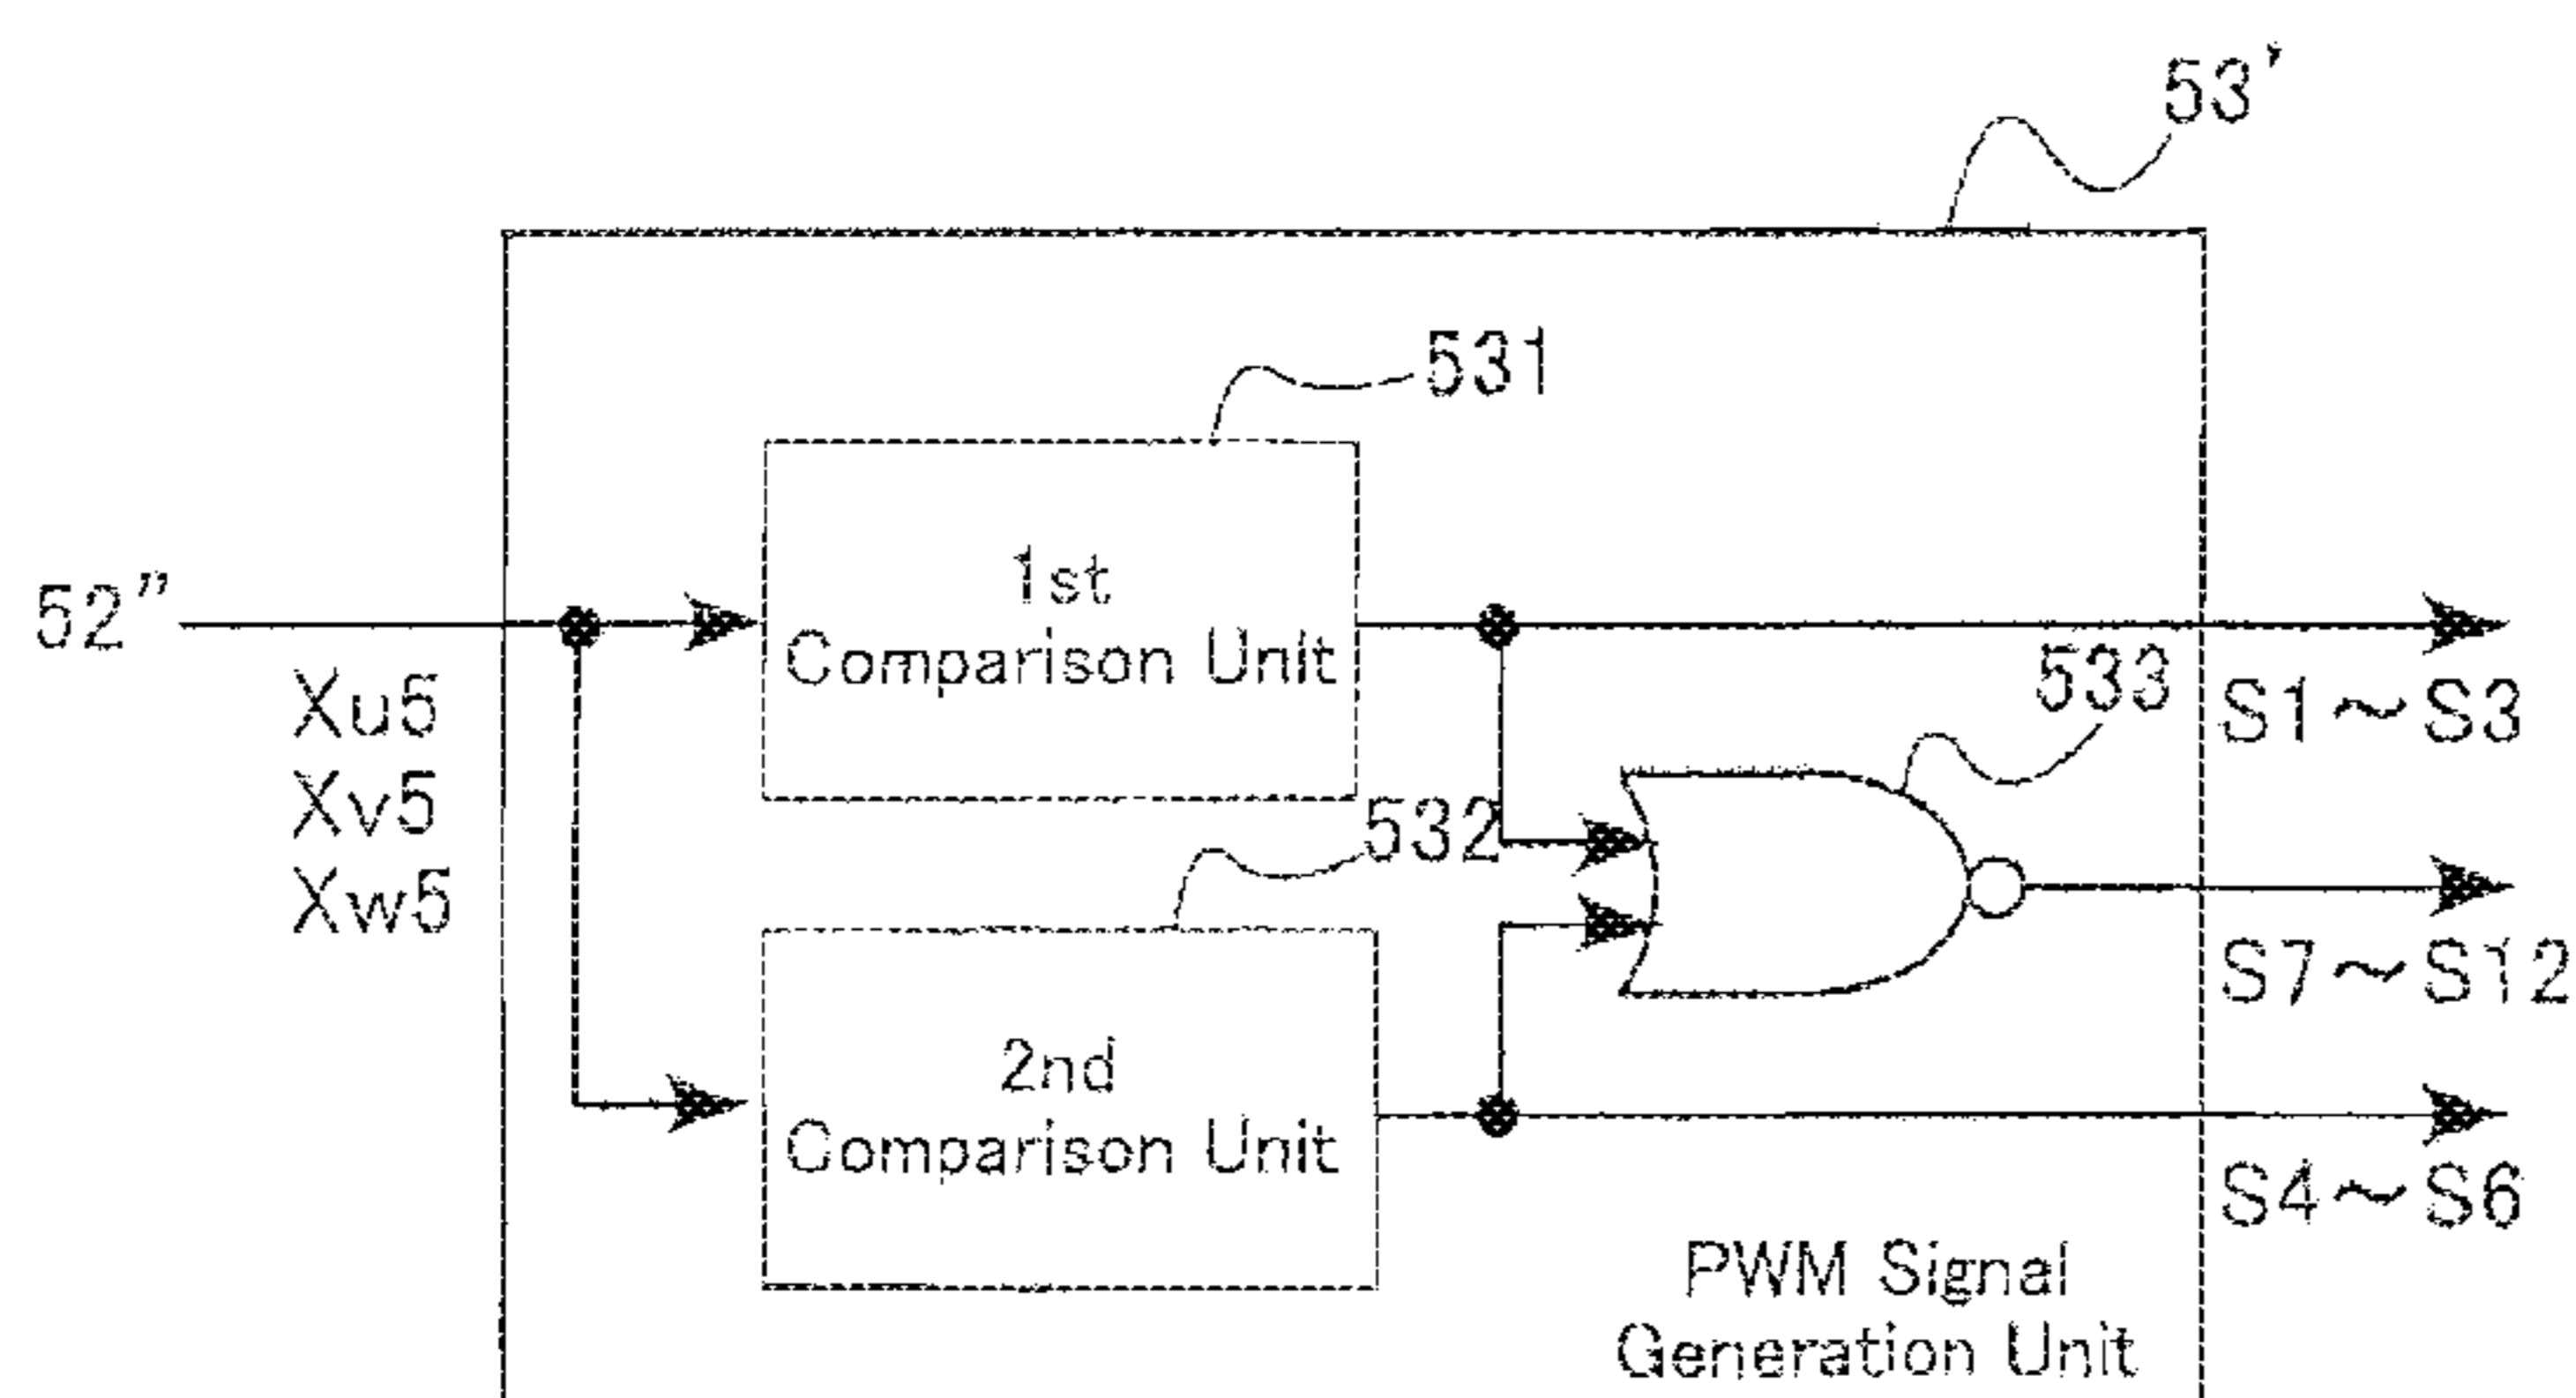 53'
531
52"
1st
Comparison Unit
Xu5
Xv5
Xw5
533
S1~S3
532
S7~S12
2nd
Comparison Unit
S4~S6
PWM Signal
Generation Unit